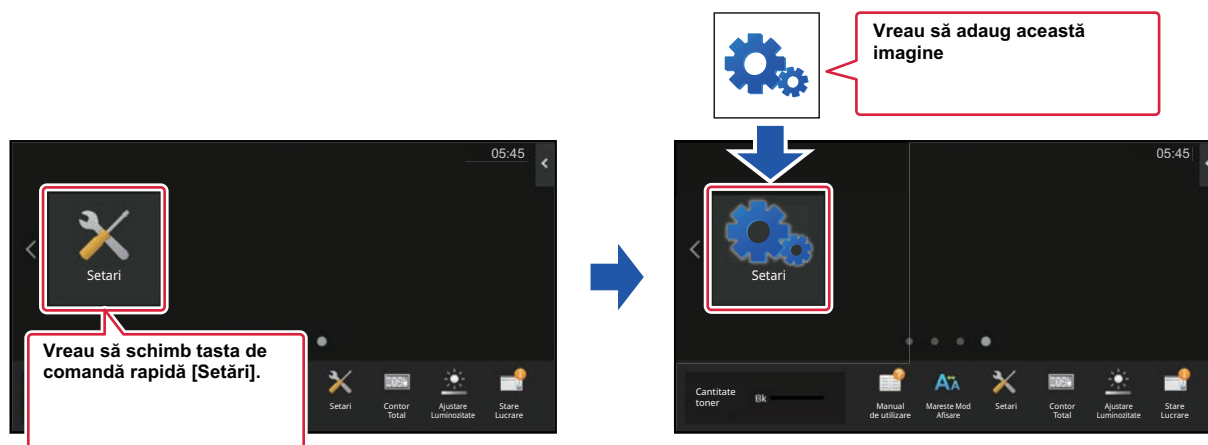 Vreau să adaug această
imagine
05:45
Setari
Vreau să schimb tasta de
comandă rapidă [Setări].
Setari
Contor
Total
Ajustare
Luminozitate
Stare
Lucrare
05:45
Setari
Cantitate
toner
Bk
Manual
de utilizare
Mareste Mod
Afisare
Setari
Contor
Total
Ajustare
Luminozitate
Stare
Lucrare